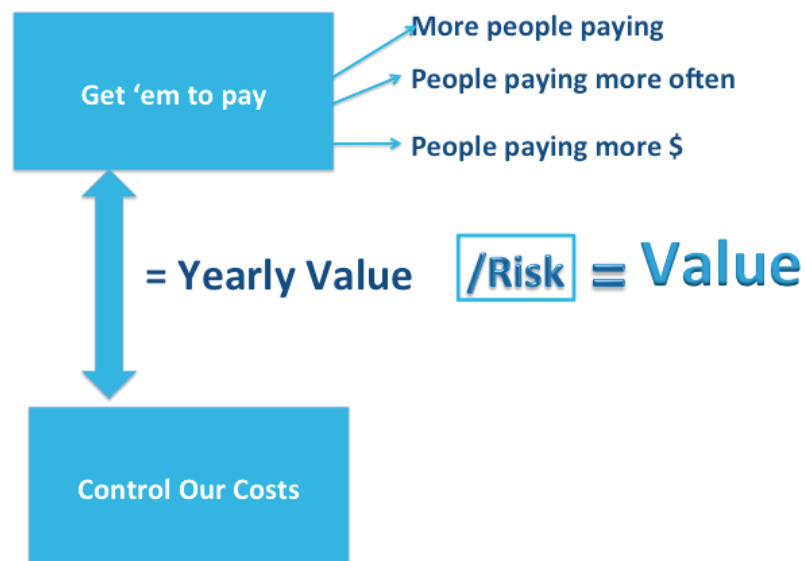 More people paying
Get ‘em to pay
People paying more often
People paying more $
= Yearly Value /Risk = Value
Control Our Costs